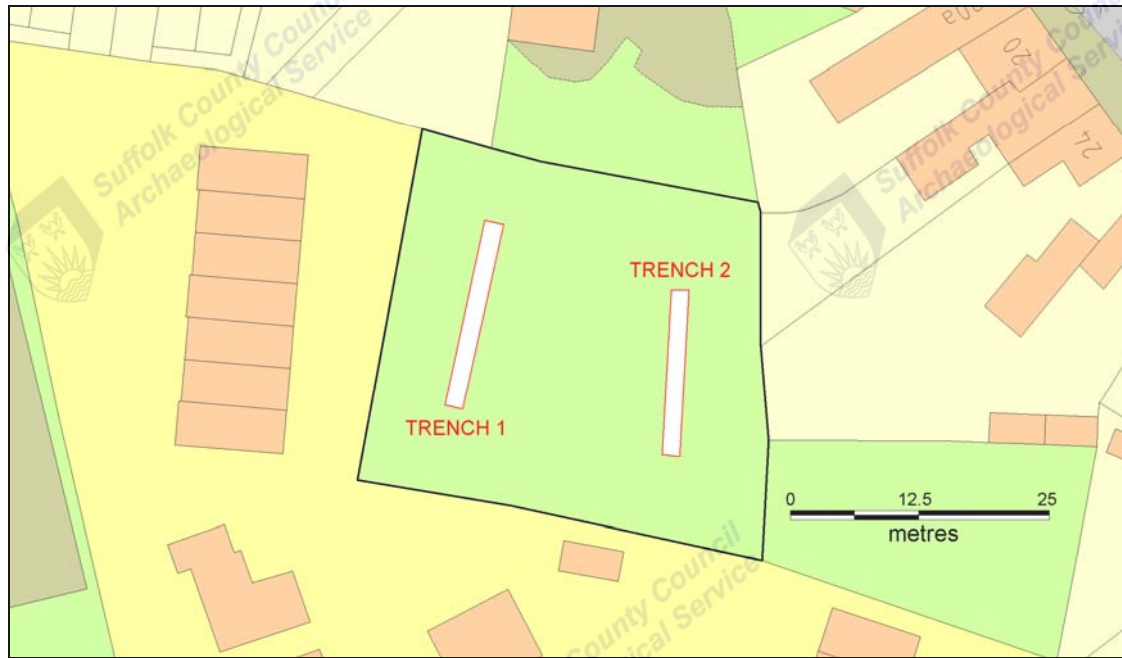 Suffolk County Council
Archaeological Service
Suffolk County Council
Archaeological Service
20a
20
24
TRENCH 2
TRENCH 1
0 12.5 25
metres
County Council
Service